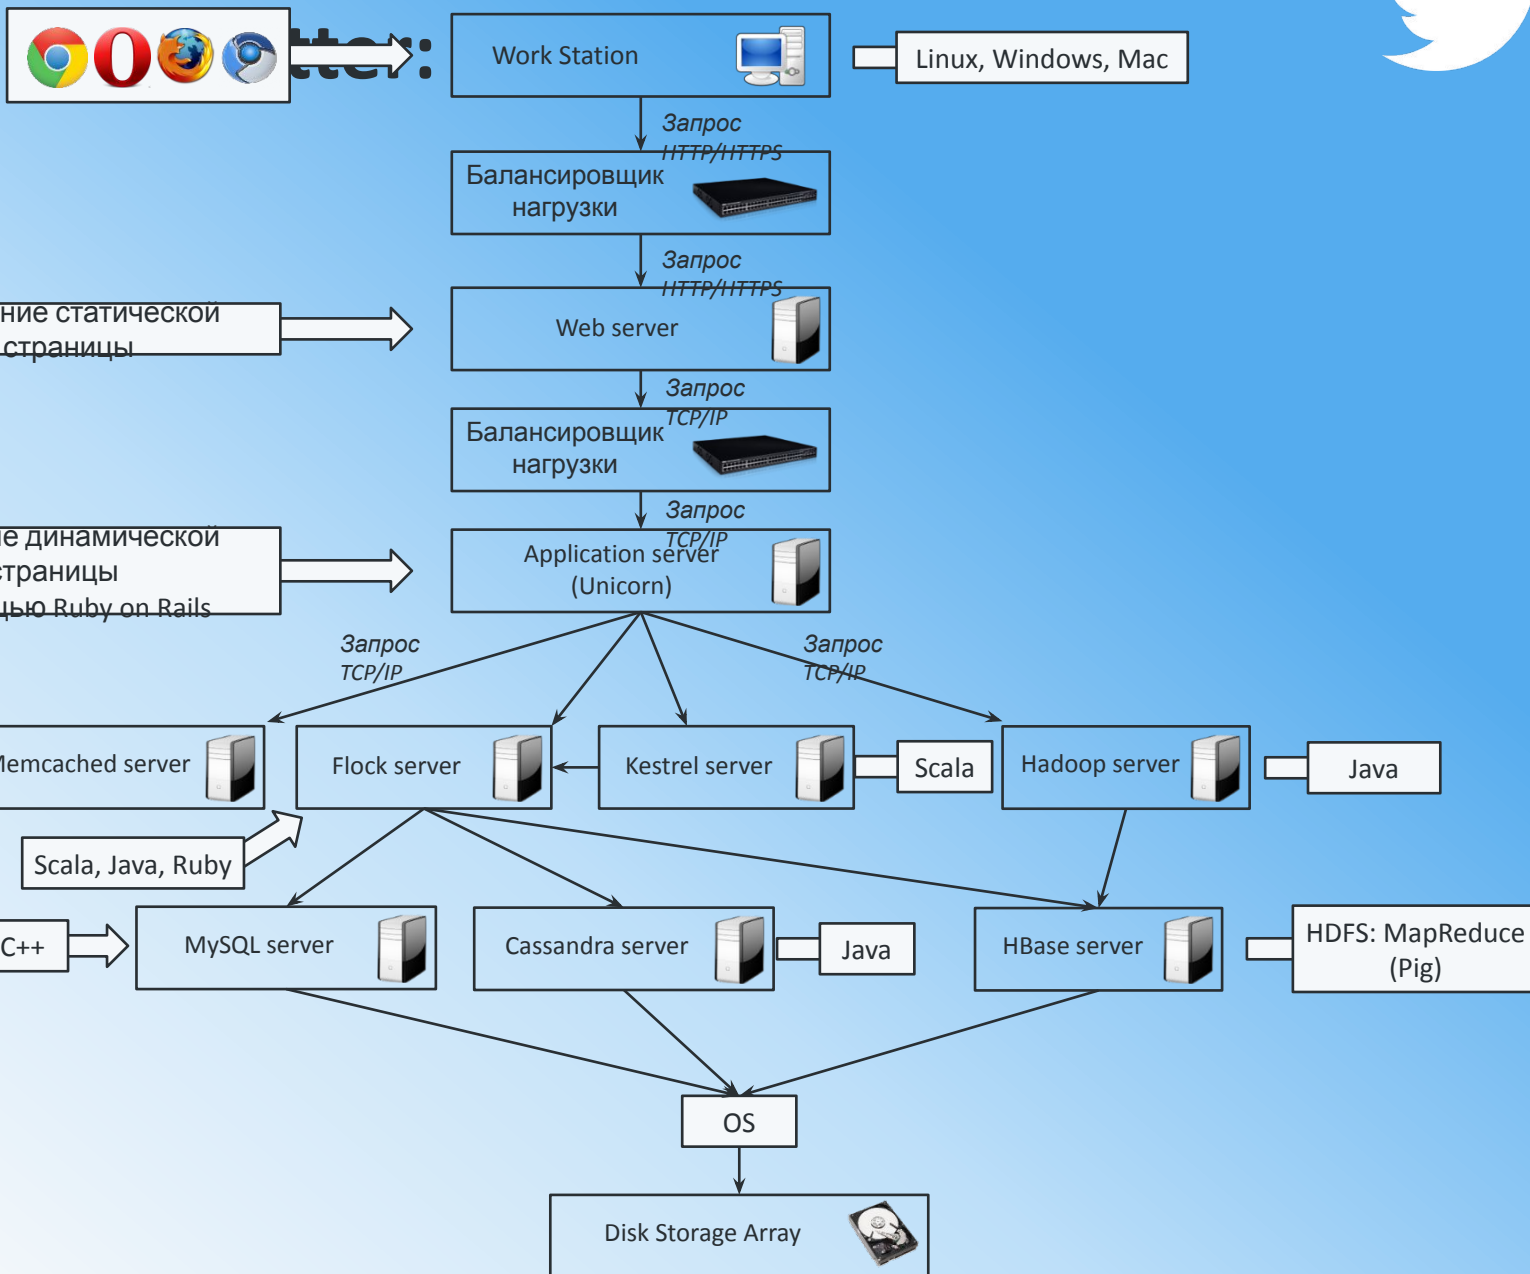 tter:
Work Station
Linux, Windows, Mac
Запрос
HTTP/HTTPS
Балансировщик
нагрузки
Запрос
HTTP/HTTPS
ние статической
страницы
Web server
Запрос
TCP/IP
Балансировщик
нагрузки
Запрос
TCP/IP
е динамической
страницы
щью Ruby on Rails
Application server
(Unicorn)
Запрос
TCP/IP
Запрос
TCP/IP
Memcached server
Flock server
Kestrel server
Scala
Hadoop server
Java
Scala, Java, Ruby
C++
MySQL server
Cassandra server
Java
HBase server
HDFS: MapReduce
(Pig)
OS
Disk Storage Array